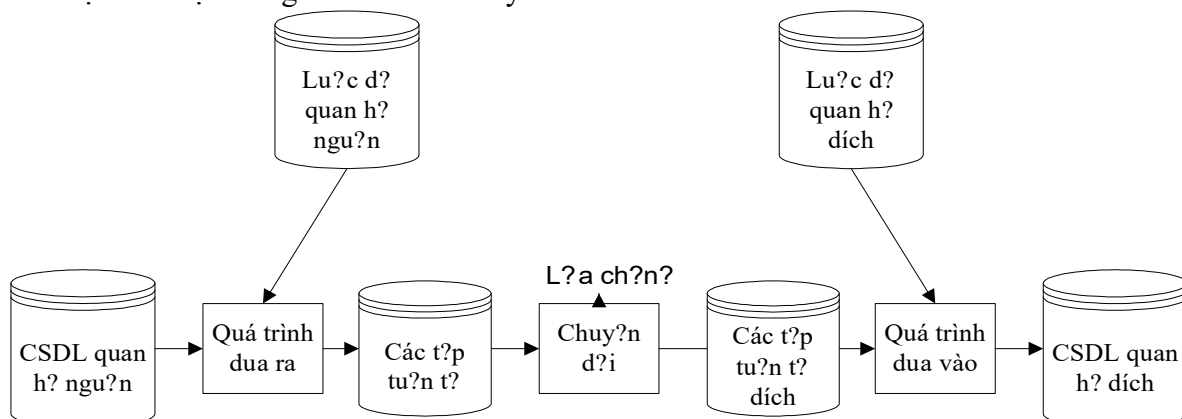 Lu?c d?
quan h?
ngu?n
Lu?c d?
quan h?
dích
L?a ch?n?
CSDL quan
h? ngu?n
Quá trình
dua ra
Các t?p
tu?n t?
Chuy?n
d?i
Các t?p
tu?n t?
dích
Quá trình
dua vào
CSDL quan
h? dích